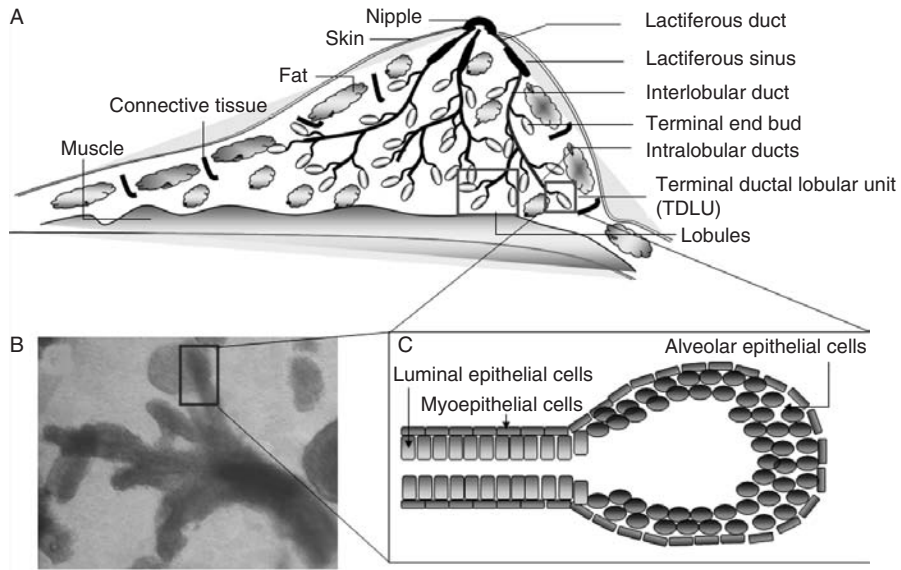 A
Nipple
Skin
Fat
Connective tissue
Muscle
Lactiferous duct
Lactiferous sinus
Interlobular duct
Terminal end bud
Intralobular ducts
Terminal ductal lobular unit
(TDLU)
Lobules
B
C
Alveolar epithelial cells
Luminal epithelial cells
Myoepithelial cells